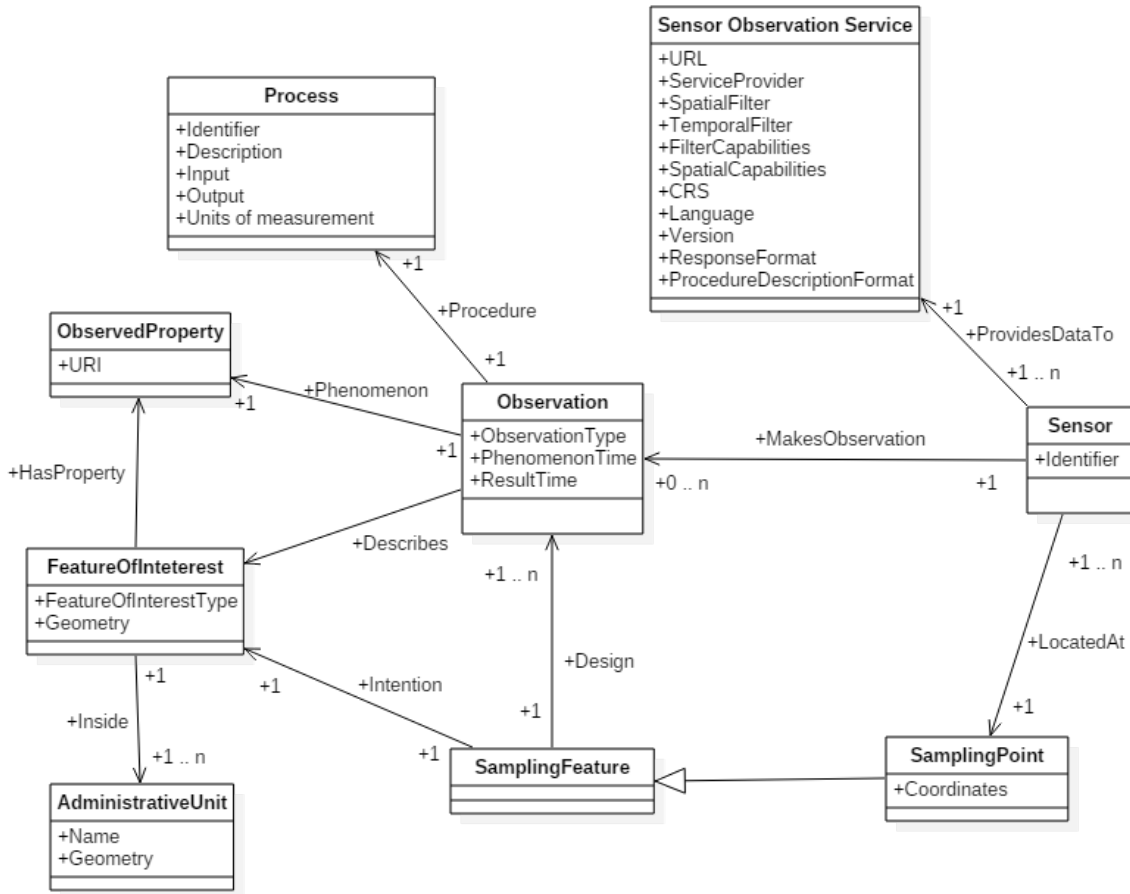 Sensor Observation Service
+URL
+ServiceProvider
+SpatialFilter
+TemporalFilter
+FilterCapabilities
+SpatialCapabilities
+CRS
+Language
+Version
+ResponseFormat
+ProcedureDescriptionFormat
Process
+Identifier
+Description
+Input
+Output
+Units of measurement
+1
+Procedure
+1
+1
+ProvidesDataTo
+1 .. n
ObservedProperty
+URI
+1
+Phenomenon
+1
Observation
+ObservationType
+PhenomenonTime
+ResultTime
+MakesObservation
+0 .. n
+1
Sensor
+Identifier
+HasProperty
+Describes
+1 .. n
+1 .. n
FeatureOfInteterest
+FeatureOfInterestType
+Geometry
+1
+1
+Intention
+1
+Design
+1
+LocatedAt
+1
+Inside
+1 .. n
SamplingFeature
SamplingPoint
+Coordinates
AdministrativeUnit
+Name
+Geometry